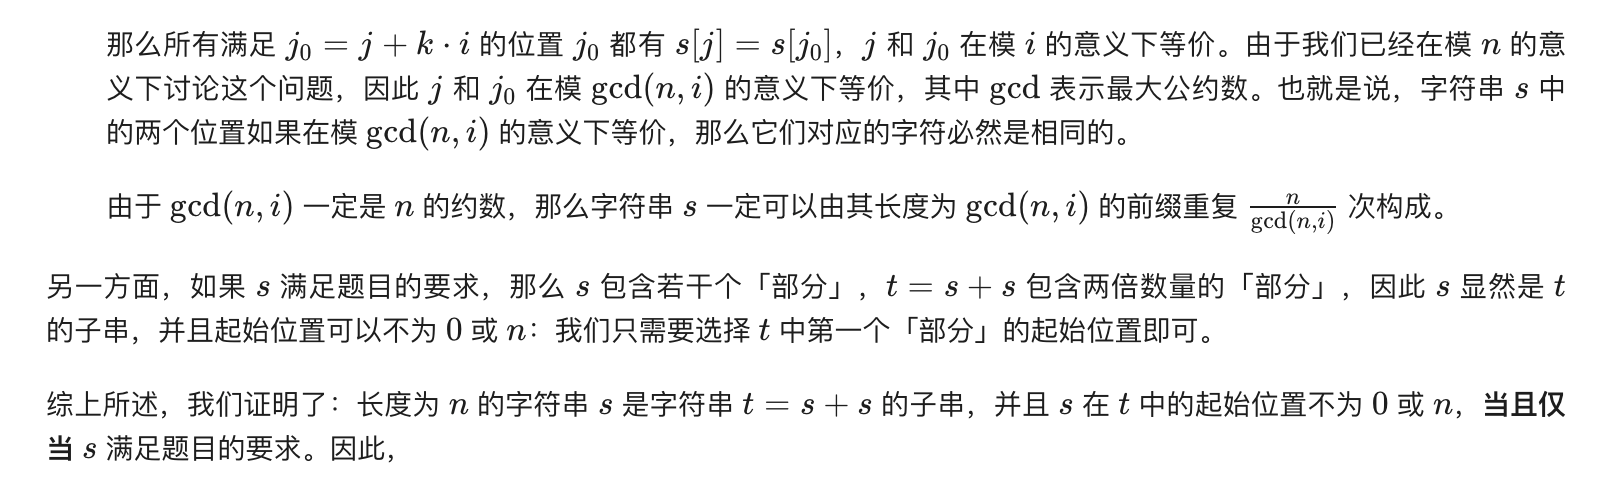 那么所有满足 j₀ = j + k · i 的位置 j₀ 都有 s[j] = s[j₀]，j 和 j₀ 在模 i 的意义下等价。由于我们已经在模 n 的意
义下讨论这个问题，因此 j 和 j₀ 在模 gcd(n, i) 的意义下等价，其中 gcd 表示最大公约数。也就是说，字符串 s 中
的两个位置如果在模 gcd(n, i) 的意义下等价，那么它们对应的字符必然是相同的。
由于 gcd(n, i) 一定是 n 的约数，那么字符串 s 一定可以由其长度为 gcd(n, i) 的前缀重复 n/gcd(n,i) 次构成。
另一方面，如果 s 满足题目的要求，那么 s 包含若干个「部分」，t = s + s 包含两倍数量的「部分」，因此 s 显然是 t
的子串，并且起始位置可以不为 0 或 n：我们只需要选择 t 中第一个「部分」的起始位置即可。
综上所述，我们证明了：长度为 n 的字符串 s 是字符串 t = s + s 的子串，并且 s 在 t 中的起始位置不为 0 或 n，当且仅
当 s 满足题目的要求。因此，